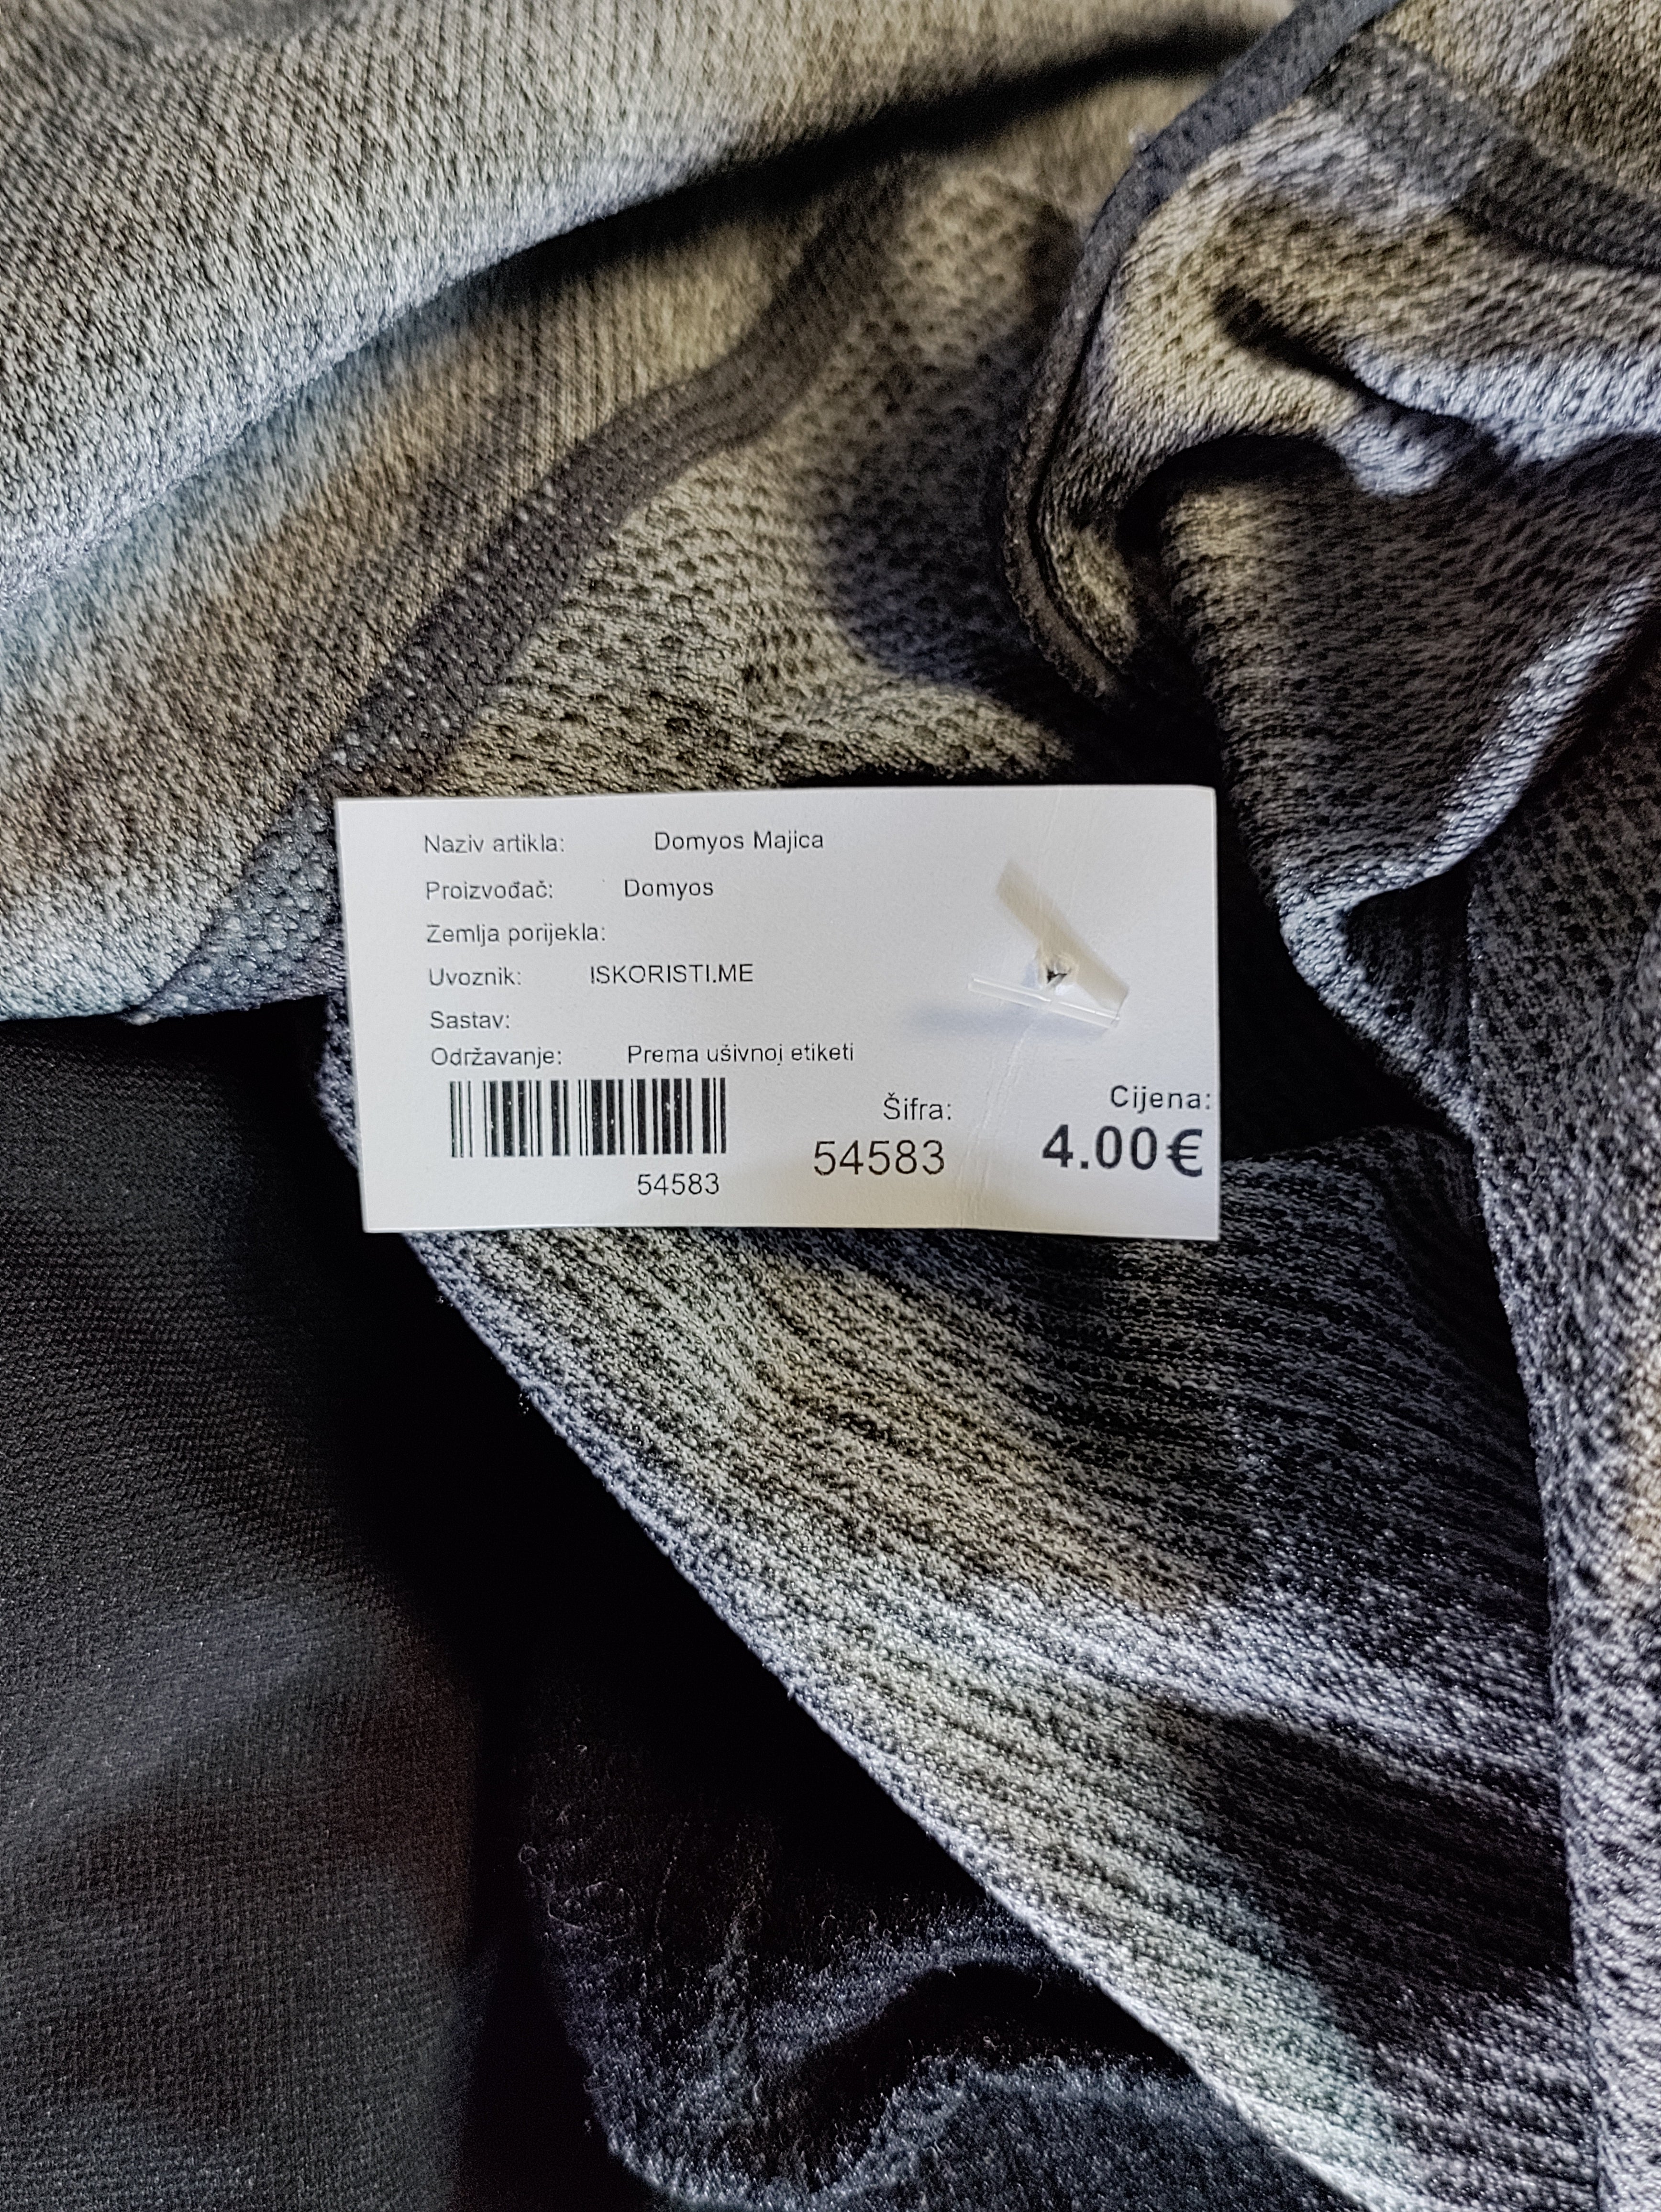 Naziv artikla: Domyos Majica
Proizvođač: Domyos
Zemlja porijekla:
Uvoznik: ISKORISTI.ME
Sastav:
Održavanje: Prema ušivnoj etiketi
54583
Šifra:
54583
Cijena:
4.00€